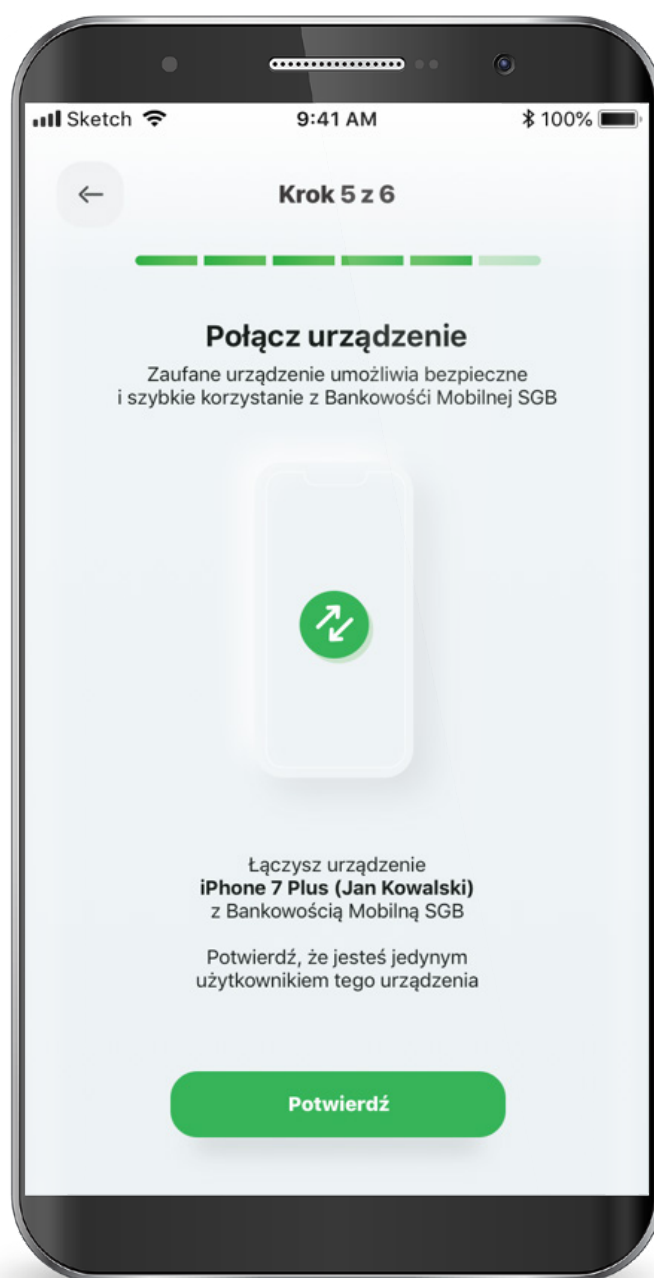 Sketch 9:41 AM 100%
Krok 5 z 6
Połącz urządzenie
Zaufane urządzenie umożliwia bezpieczne
i szybkie korzystanie z Bankowośći Mobilnej SGB
Łączysz urządzenie
iPhone 7 Plus (Jan Kowalski)
z Bankowością Mobilną SGB
Potwierdź, że jesteś jedynym
użytkownikiem tego urządzenia
Potwierdź